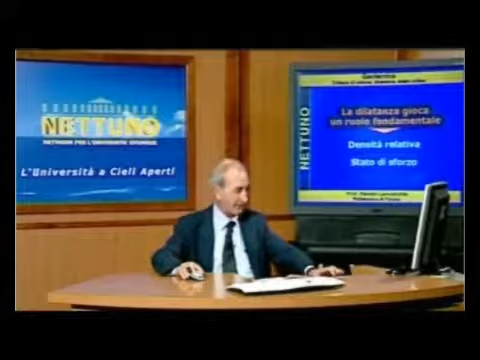 NETTUNO
NETWORK PER L'UNIVERSITÀ OVUNQUE
L'Università a Cieli Aperti
Geotecnica
NETTUNO
La dilatanza gioca
un ruolo fondamentale
Densità relativa
Stato di sforzo
Politecnico di Torino